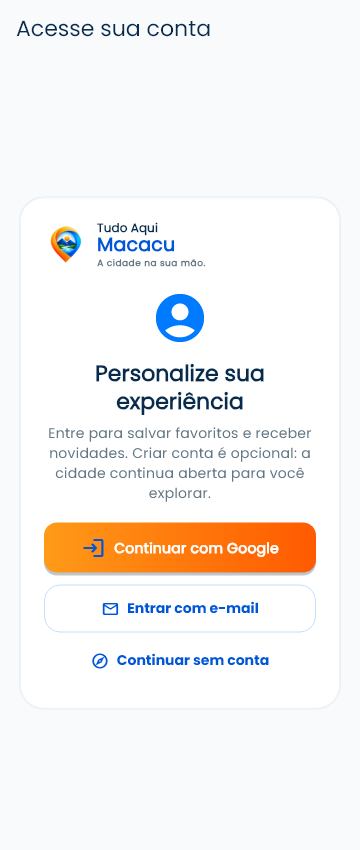 Acesse sua conta
Tudo Aqui
Macacu
A cidade na sua mão.
Personalize sua
experiência
Entre para salvar favoritos e receber
novidades. Criar conta é opcional: a
cidade continua aberta para você
explorar.
Continuar com Google
Entrar com e-mail
Continuar sem conta